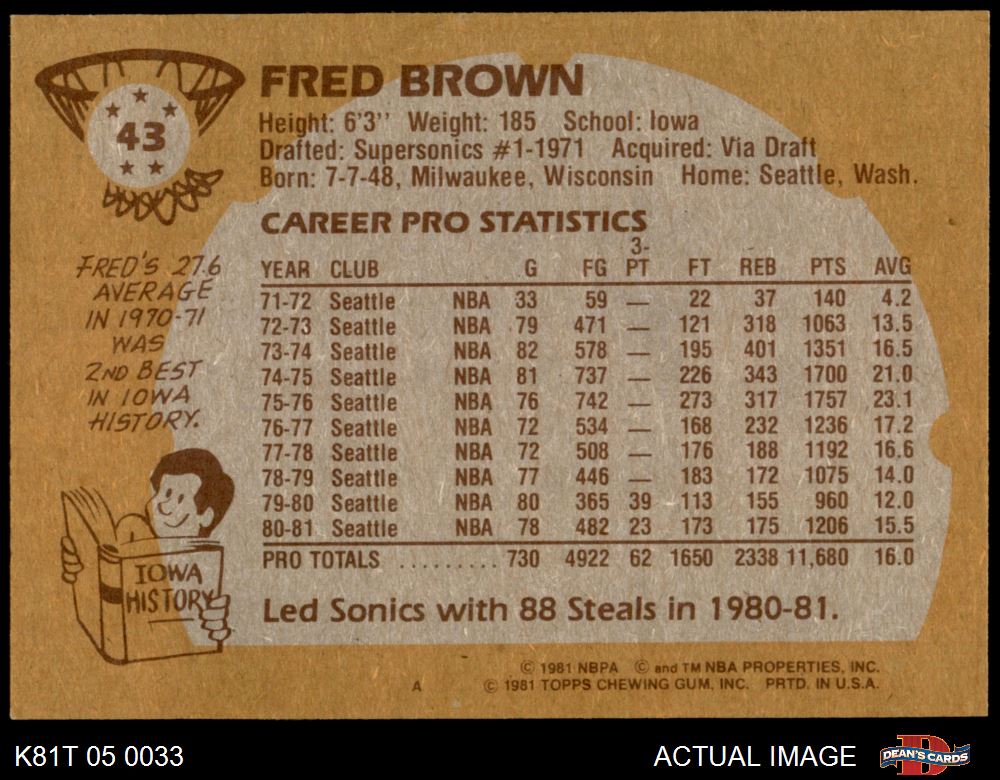 43
FRED BROWN
Height: 6'3'' Weight: 185 School: Iowa
Drafted: Supersonics #1-1971 Acquired: Via Draft
Born: 7-7-48, Milwaukee, Wisconsin Home: Seattle, Wash.
CAREER PRO STATISTICS
YEAR CLUB G FG 3-PT FT REB PTS AVG
71-72 Seattle NBA 33 59 — 22 37 140 4.2
72-73 Seattle NBA 79 471 — 121 318 1063 13.5
73-74 Seattle NBA 82 578 — 195 401 1351 16.5
74-75 Seattle NBA 81 737 — 226 343 1700 21.0
75-76 Seattle NBA 76 742 — 273 317 1757 23.1
76-77 Seattle NBA 72 534 — 168 232 1236 17.2
77-78 Seattle NBA 72 508 — 176 188 1192 16.6
78-79 Seattle NBA 77 446 — 183 172 1075 14.0
79-80 Seattle NBA 80 365 39 113 155 960 12.0
80-81 Seattle NBA 78 482 23 173 175 1206 15.5
PRO TOTALS .......... 730 4922 62 1650 2338 11,680 16.0
Led Sonics with 88 Steals in 1980-81.
FRED'S 27.6
AVERAGE
IN 1970-71
WAS
2ND BEST
IN IOWA
HISTORY.
IOWA
HISTORY
© 1981 NBPA © and TM NBA PROPERTIES, INC.
A © 1981 TOPPS CHEWING GUM, INC. PRTD. IN U.S.A.
K81T 05 0033 ACTUAL IMAGE D DEAN'S CARDS